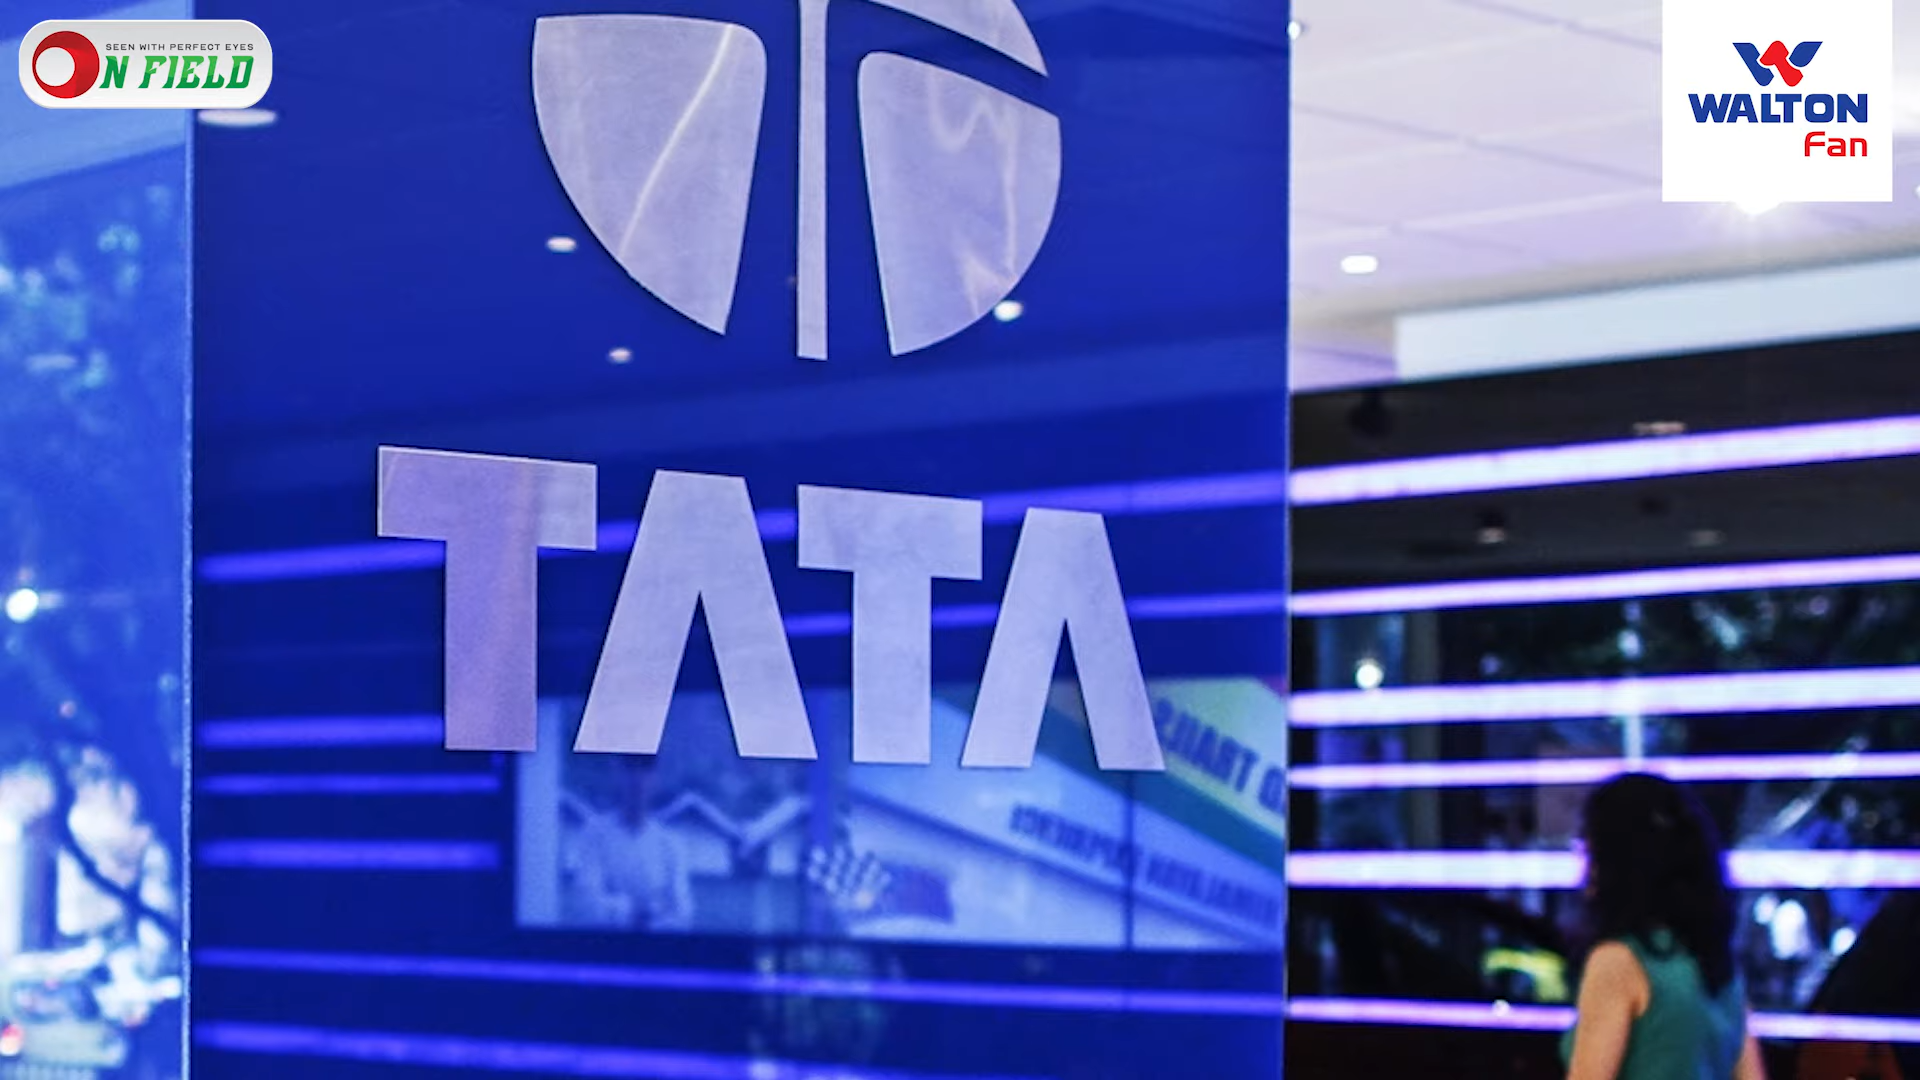 SEEN WITH PERFECT EYES
ON FIELD
WALTON
Fan
TATA